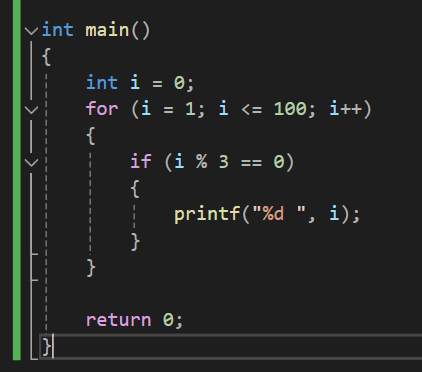 int main()
{
    int i = 0;
    for (i = 1; i <= 100; i++)
    {
        if (i % 3 == 0)
        {
            printf("%d ", i);
        }
    }

    return 0;
}